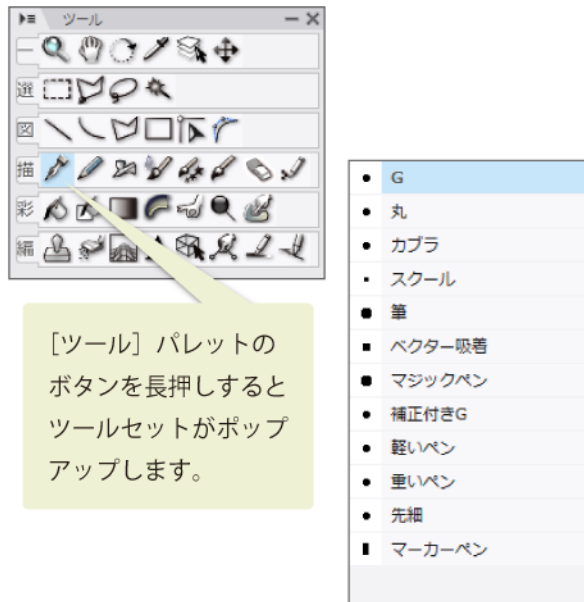 ツール
一
選
図
描
彩
編
[ツール] パレットの
ボタンを長押しすると
ツールセットがポップ
アップします。
G
丸
カブラ
スクール
筆
ベクター吸着
マジックペン
補正付きG
軽いペン
重いペン
先細
マーカーペン